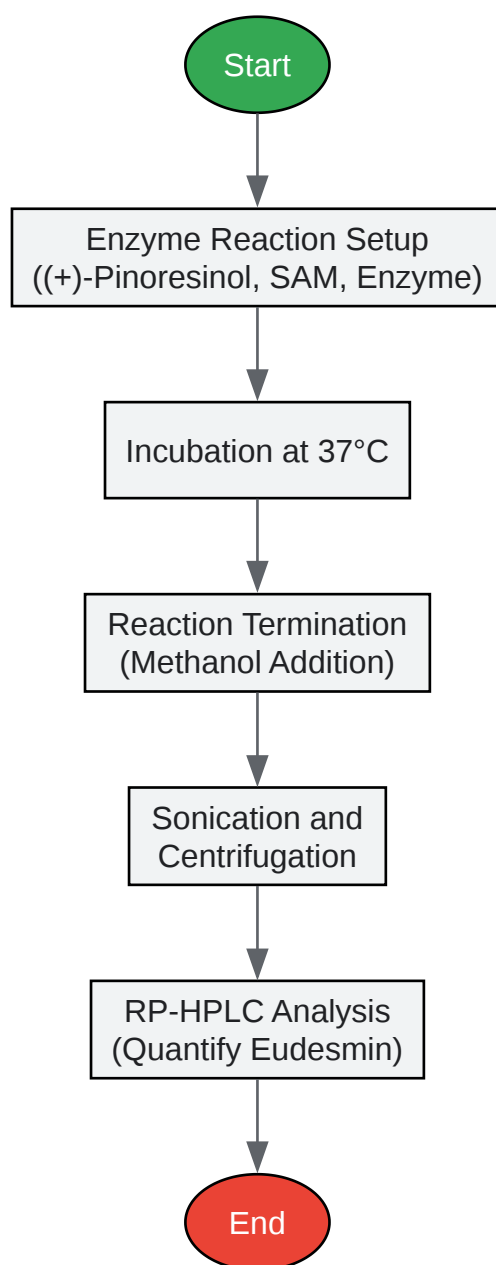 Start
Enzyme Reaction Setup
((+)-Pinoresinol, SAM, Enzyme)
Incubation at 37°C
Reaction Termination
(Methanol Addition)
Sonication and
Centrifugation
RP-HPLC Analysis
(Quantify Eudesmin)
End